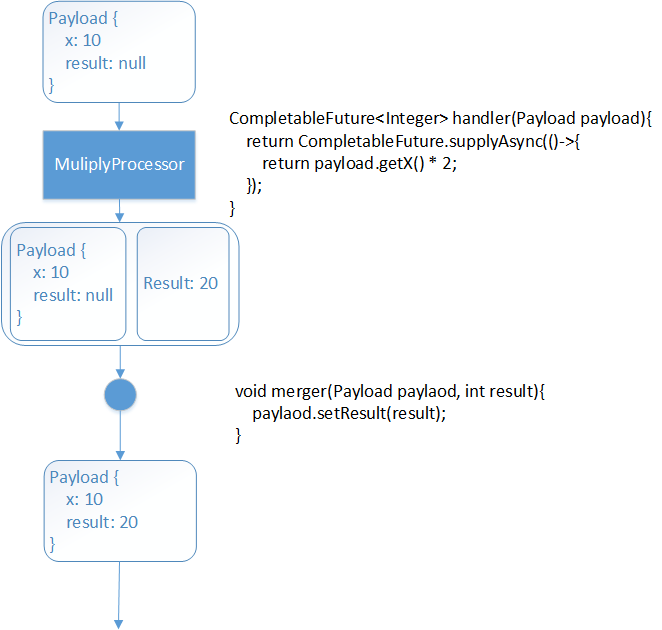 Payload {
x: 10
result: null
}
CompletableFuture<Integer> handler(Payload payload){
return CompletableFuture.supplyAsync(()->{
return payload.getX() * 2;
});
}
MuliplyProcessor
Payload {
x: 10
result: null
}
Result: 20
void merger(Payload paylaod, int result){
paylaod.setResult(result);
}
Payload {
x: 10
result: 20
}